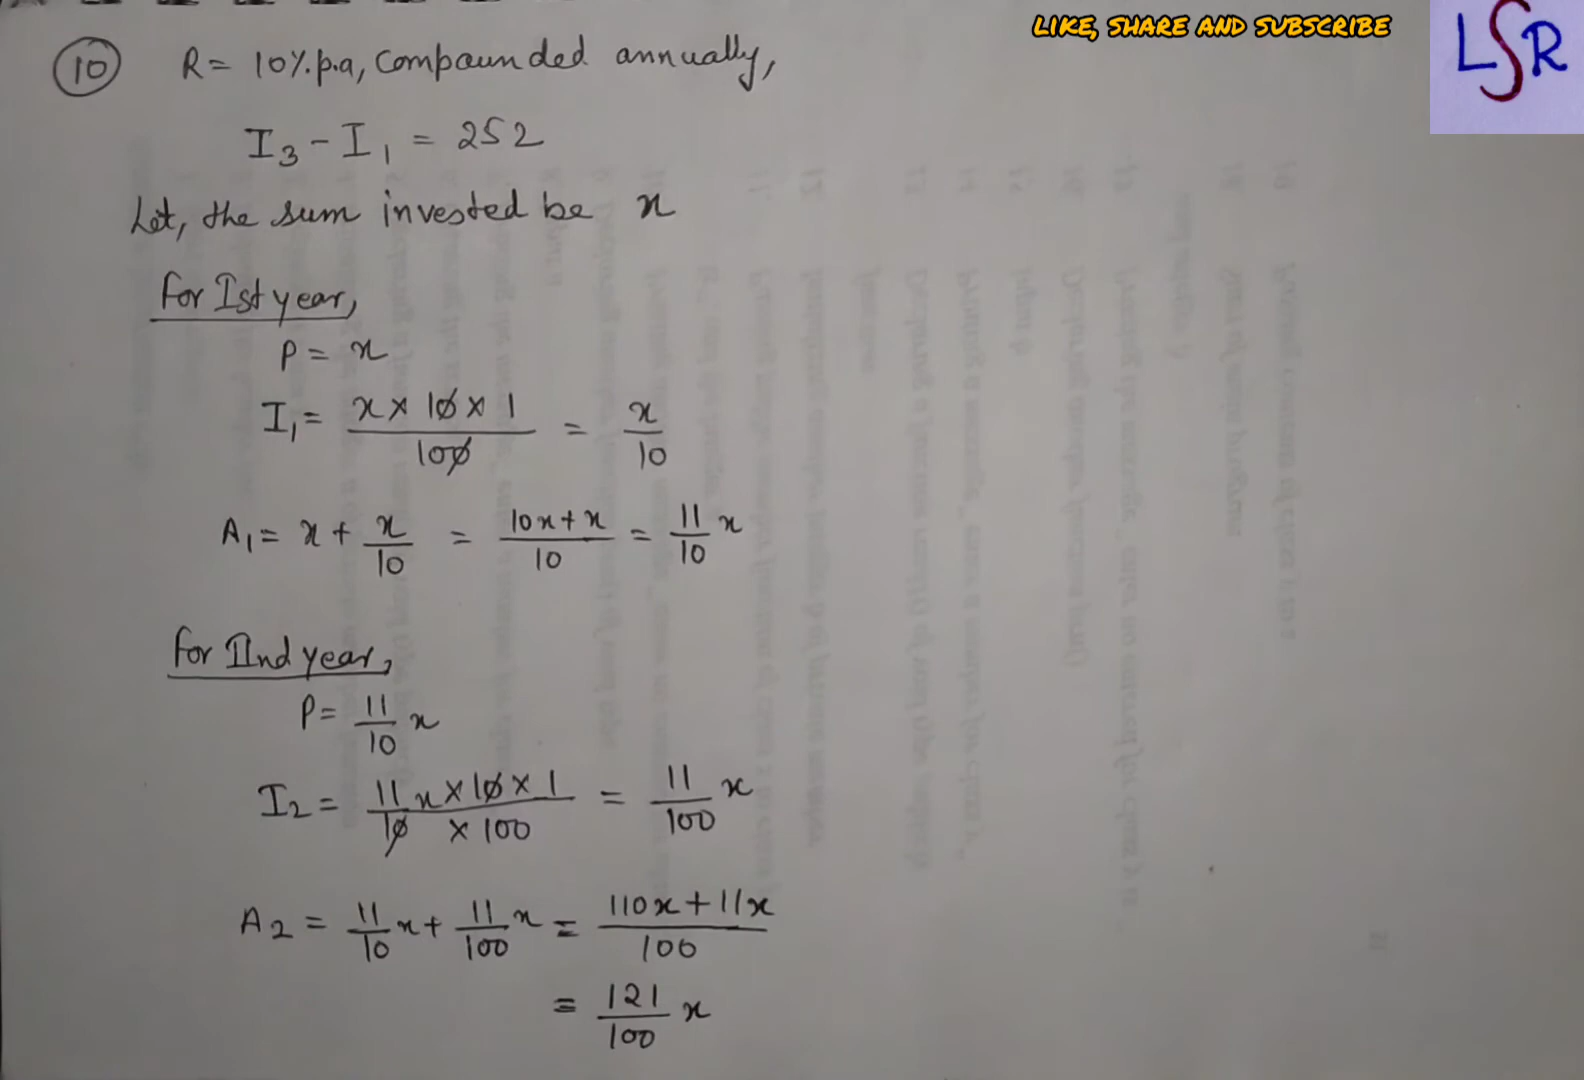 LIKE, SHARE AND SUBSCRIBE
LSR
10 R = 10%.p.a, Compounded annually,
I₃ - I₁ = 252
Let, the sum invested be x
For Ist year,
P = x
I₁ = (x × 10 × 1)/100 = x/10
A₁ = x + x/10 = (10x + x)/10 = 11/10 x
For IInd year,
P = 11/10 x
I₂ = (11x × 10 × 1)/(10 × 100) = 11/100 x
A₂ = 11/10 x + 11/100 x = (110x + 11x)/100
= 121/100 x